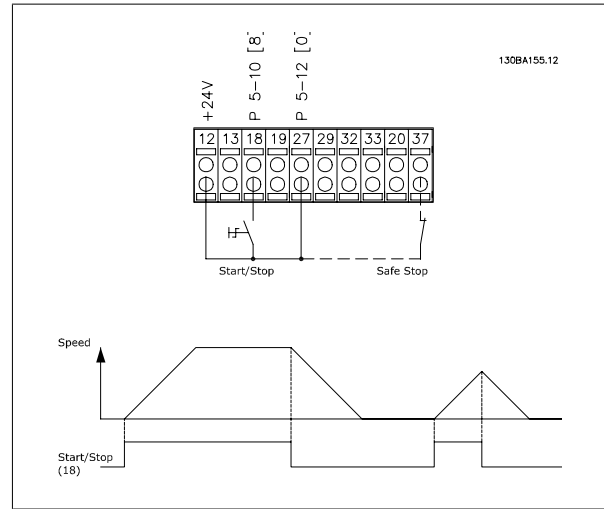 130BA155.12
+24V
P 5-10 [8]
P 5-12 [0]
12 13 18 19 27 29 32 33 20 37
Start/Stop
Safe Stop
Speed
Start/Stop
(18)